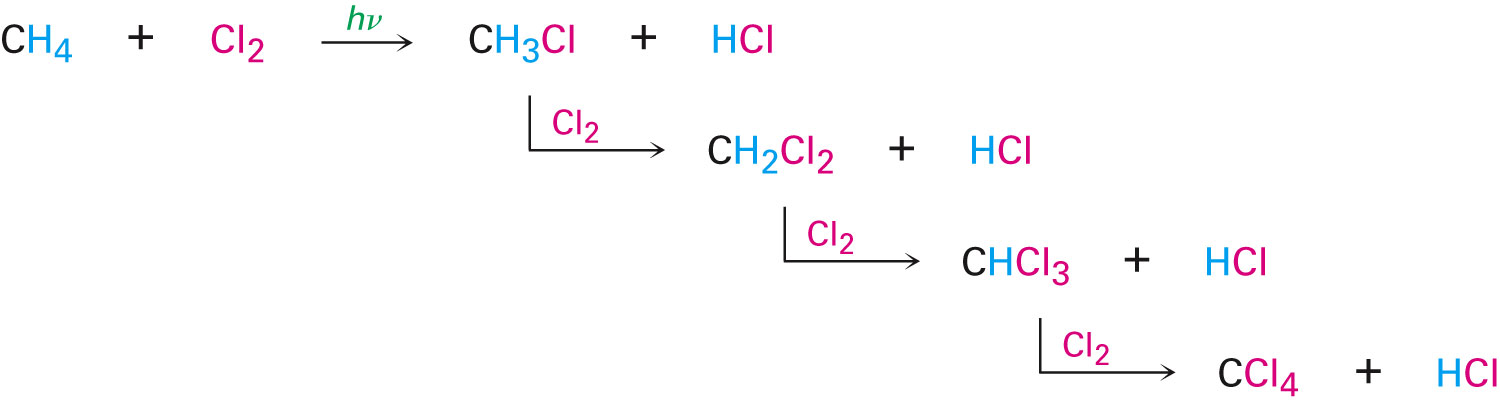 CH₄ + Cl₂ hν → CH₃Cl + HCl
Cl₂ → CH₂Cl₂ + HCl
Cl₂ → CHCl₃ + HCl
Cl₂ → CCl₄ + HCl